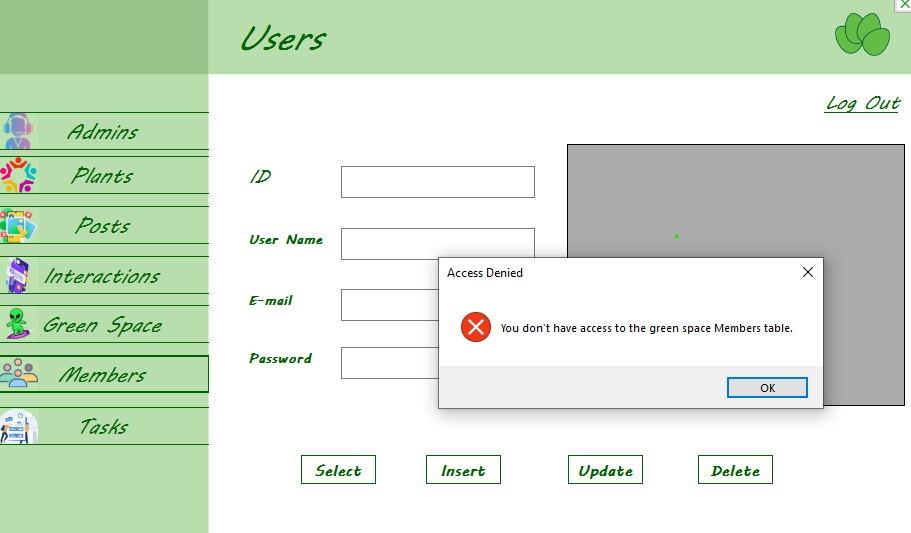 Users
Log Out
Admins
Plants
Posts
Interactions
Green Space
Members
Tasks
ID
User Name
E-mail
Password
Access Denied
You don't have access to the green space Members table.
OK
Select
Insert
Update
Delete